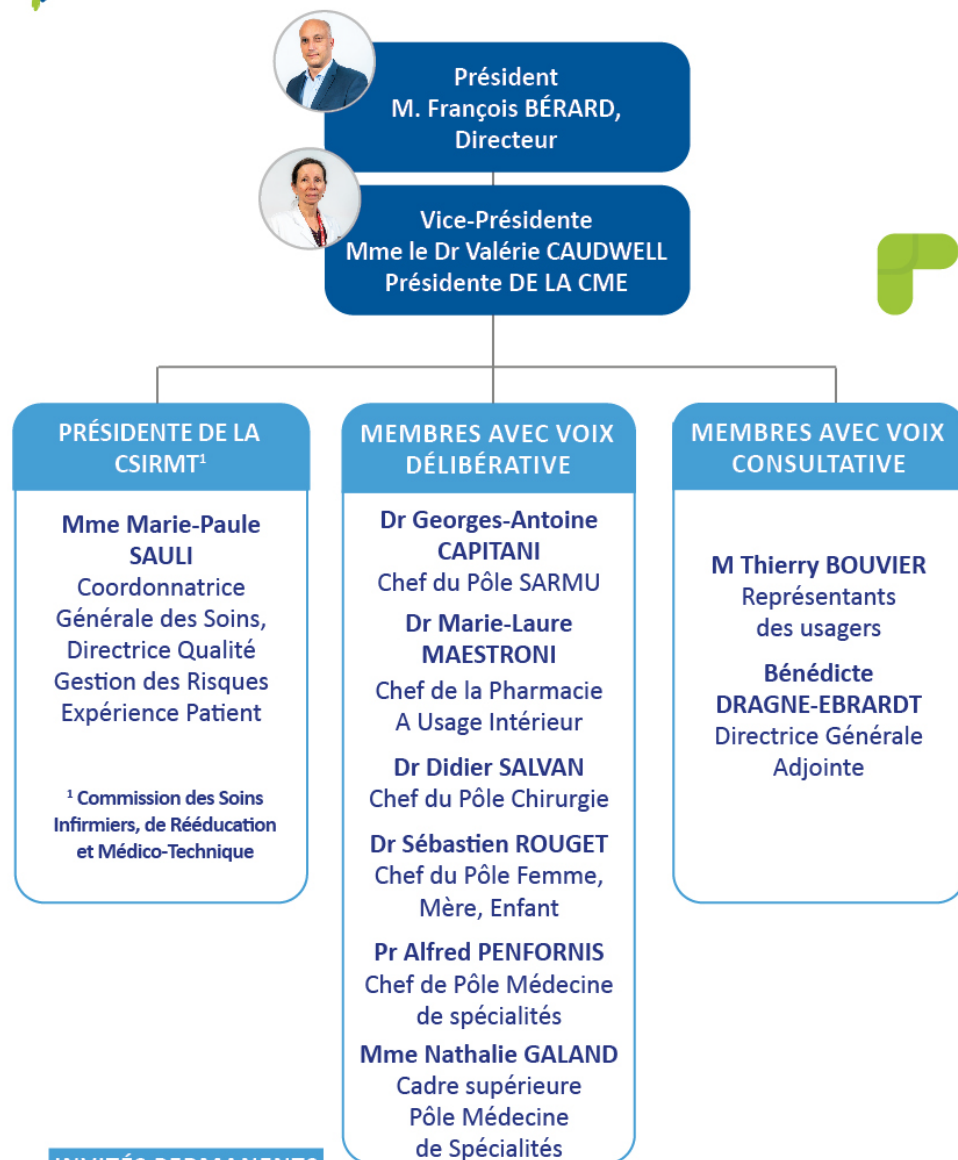 Président
M. François BÉRARD,
Directeur
Vice-Présidente
Mme le Dr Valérie CAUDWELL
Présidente DE LA CME
PRÉSIDENTE DE LA
CSIRMT¹
Mme Marie-Paule
SAULI
Coordonnatrice
Générale des Soins,
Directrice Qualité
Gestion des Risques
Expérience Patient
¹ Commission des Soins
Infirmiers, de Rééducation
et Médico-Technique
MEMBRES AVEC VOIX
DÉLIBÉRATIVE
Dr Georges-Antoine
CAPITANI
Chef du Pôle SARMU
Dr Marie-Laure
MAESTRONI
Chef de la Pharmacie
A Usage Intérieur
Dr Didier SALVAN
Chef du Pôle Chirurgie
Dr Sébastien ROUGET
Chef du Pôle Femme,
Mère, Enfant
Pr Alfred PENFORNIS
Chef de Pôle Médecine
de spécialités
Mme Nathalie GALAND
Cadre supérieure
Pôle Médecine
de Spécialités
MEMBRES AVEC VOIX
CONSULTATIVE
M Thierry BOUVIER
Représentants
des usagers
Bénédicte
DRAGNE-EBRARDT
Directrice Générale
Adjointe
INVITÉS PERMANENTS